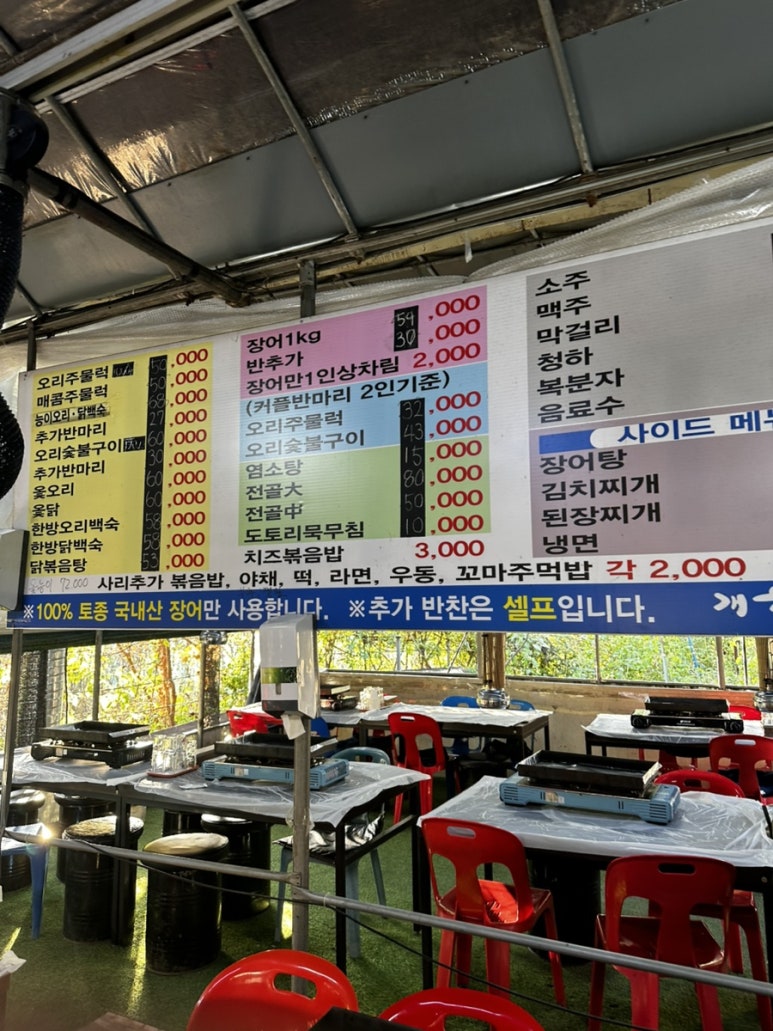 오리주물럭 50,000
매콤주물럭 50,000
능이오리·닭백숙 68,000
추가반마리 27,000
오리숯불구이 60,000
추가반마리 30,000
옻오리 60,000
옻닭 60,000
한방오리백숙 58,000
한방닭백숙 58,000
닭볶음탕 53,000
장어1kg 59,000
반추가 30,000
장어만1인상차림 2,000
(커플반마리 2인기준)
오리주물럭 32,000
오리숯불구이 43,000
염소탕 15,000
전골大 80,000
전골中 50,000
도토리묵무침 10,000
치즈볶음밥 3,000
소주
맥주
막걸리
청하
복분자
음료수
사이드 메뉴
장어탕
김치찌개
된장찌개
냉면
72,000
사리추가 볶음밥, 야채, 떡, 라면, 우동, 꼬마주먹밥 각 2,000
※100% 토종 국내산 장어만 사용합니다. ※추가 반찬은 셀프입니다.